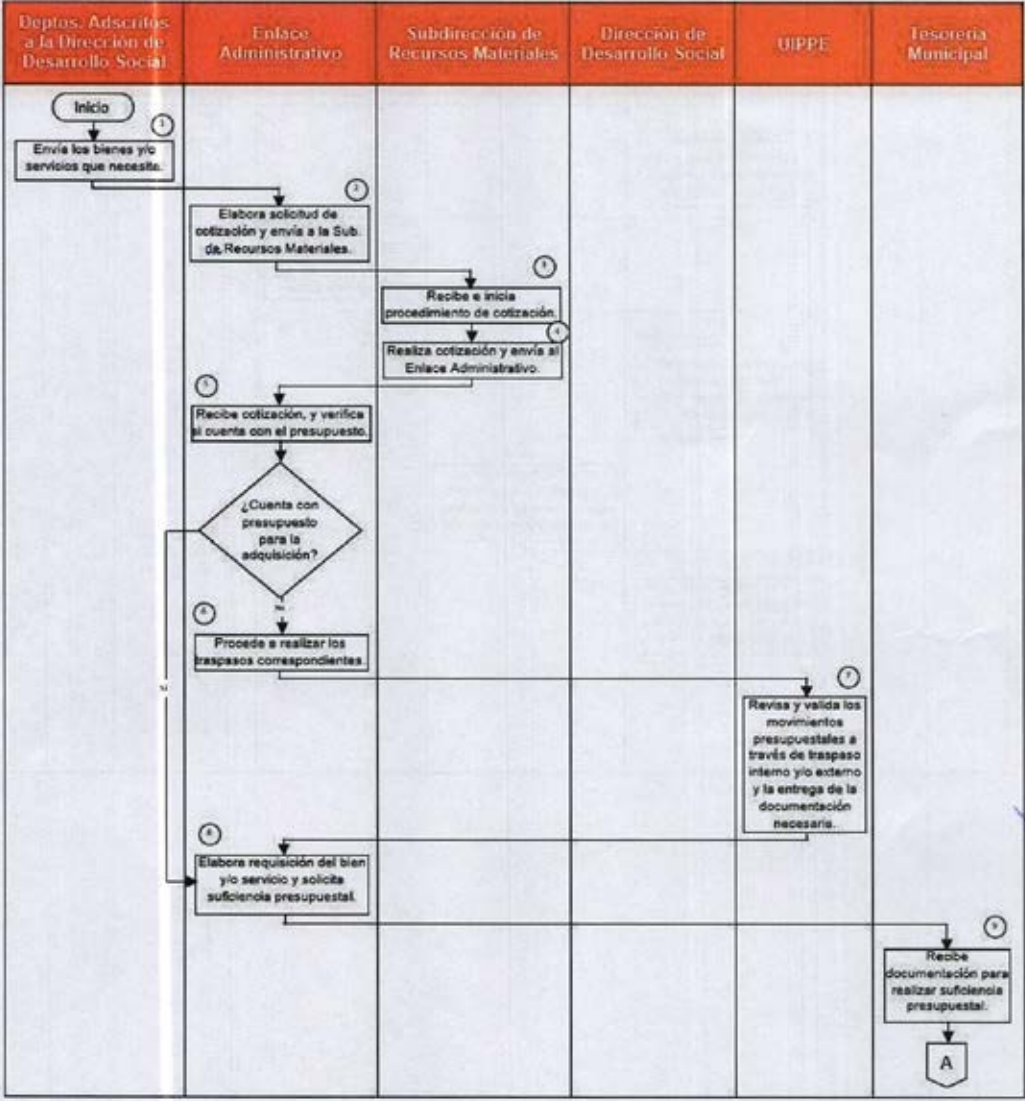 Deptos. Adscritos
a la Dirección de
Desarrollo Social
Enlace
Administrativo
Subdirección de
Recursos Materiales
Dirección de
Desarrollo Social
UIPPE
Tesorería
Municipal
Inicio
1
Envía los bienes y/o
servicios que necesita.
2
Elabora solicitud de
cotización y envía a la Sub.
de Recursos Materiales.
3
Recibe e inicia
procedimiento de cotización.
4
Realiza cotización y envía al
Enlace Administrativo.
5
Recibe cotización, y verifica
si cuenta con el presupuesto.
¿Cuenta con
presupuesto
para la
adquisición?
No
6
Procede a realizar los
traspasos correspondientes.
7
Revisa y valida los
movimientos
presupuestales a
través de traspaso
interno y/o externo
y la entrega de la
documentación
necesaria.
8
Elabora requisición del bien
y/o servicio y solicita
suficiencia presupuestal.
9
Recibe
documentación para
realizar suficiencia
presupuestal.
A